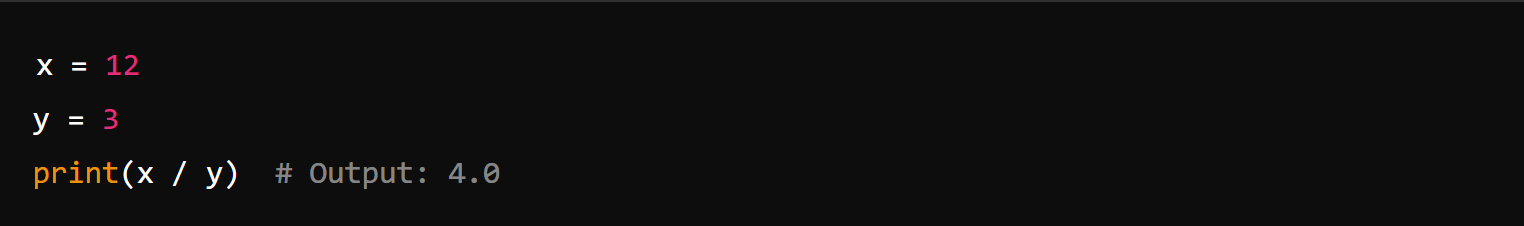 x = 12
y = 3
print(x / y)  # Output: 4.0